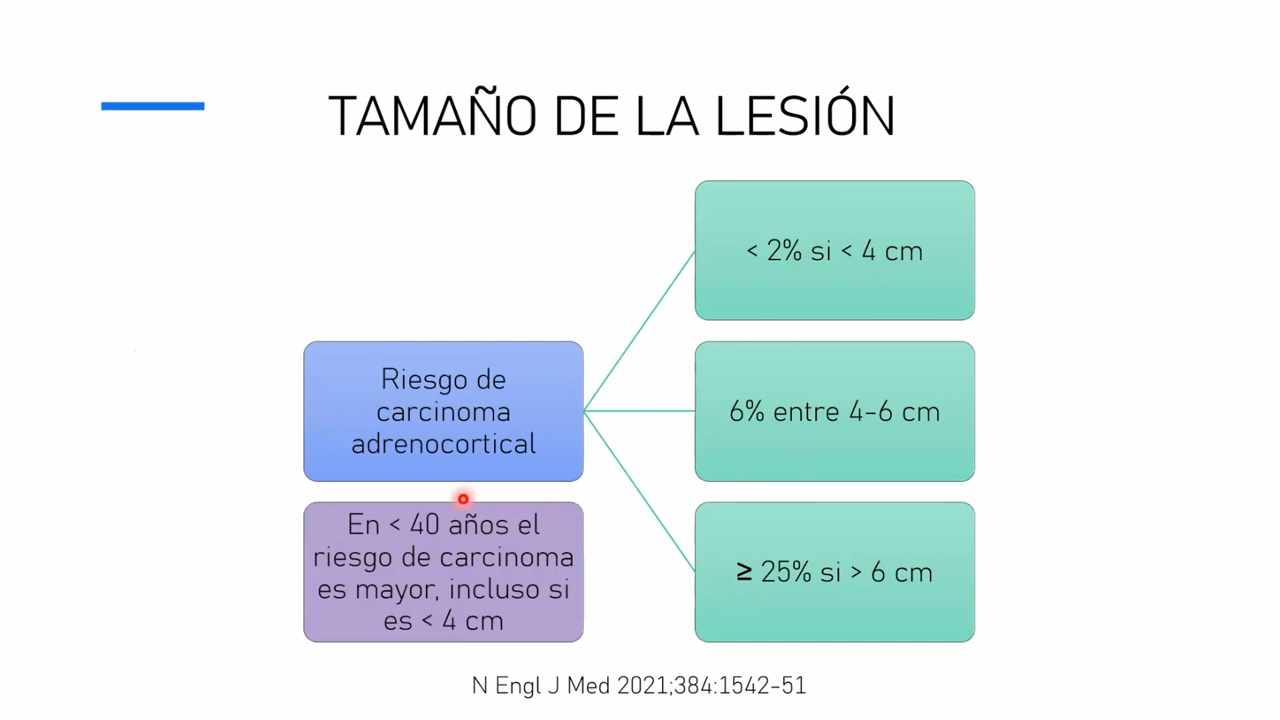 TAMAÑO DE LA LESIÓN
Riesgo de
carcinoma
adrenocortical
< 2% si < 4 cm
6% entre 4-6 cm
≥ 25% si > 6 cm
En < 40 años el
riesgo de carcinoma
es mayor, incluso si
es < 4 cm
N Engl J Med 2021;384:1542-51